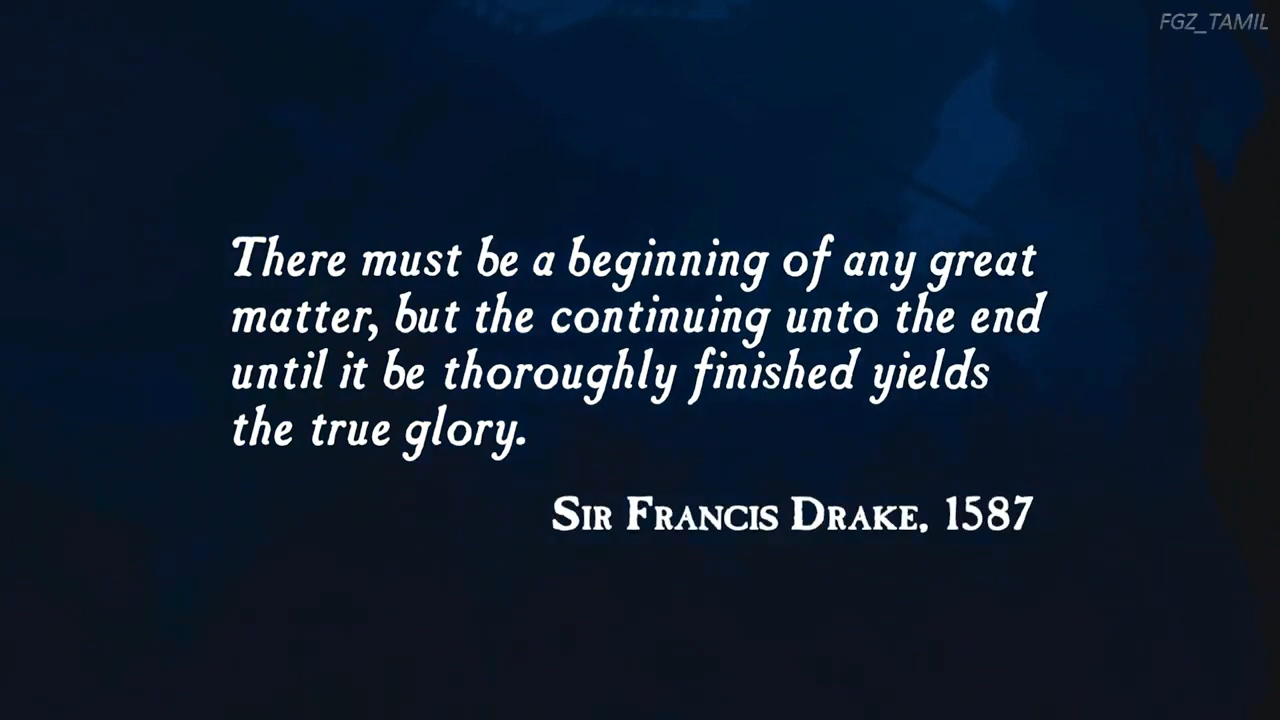 FGZ_TAMIL
There must be a beginning of any great
matter, but the continuing unto the end
until it be thoroughly finished yields
the true glory.
Sir Francis Drake, 1587